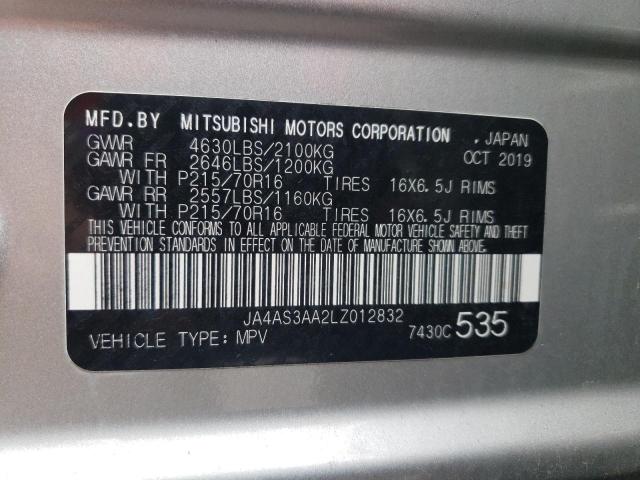 MFD.BY MITSUBISHI MOTORS CORPORATION . JAPAN
GVWR 4630LBS/2100KG OCT 2019
GAWR FR 2646LBS/1200KG
WITH P215/70R16 TIRES 16X6.5J RIMS
GAWR RR 2557LBS/1160KG
WITH P215/70R16 TIRES 16X6.5J RIMS
THIS VEHICLE CONFORMS TO ALL APPLICABLE FEDERAL MOTOR VEHICLE SAFETY AND THEFT
PREVENTION STANDARDS IN EFFECT ON THE DATE OF MANUFACTURE SHOWN ABOVE.
JA4AS3AA2LZ012832
VEHICLE TYPE: MPV 7430C 535